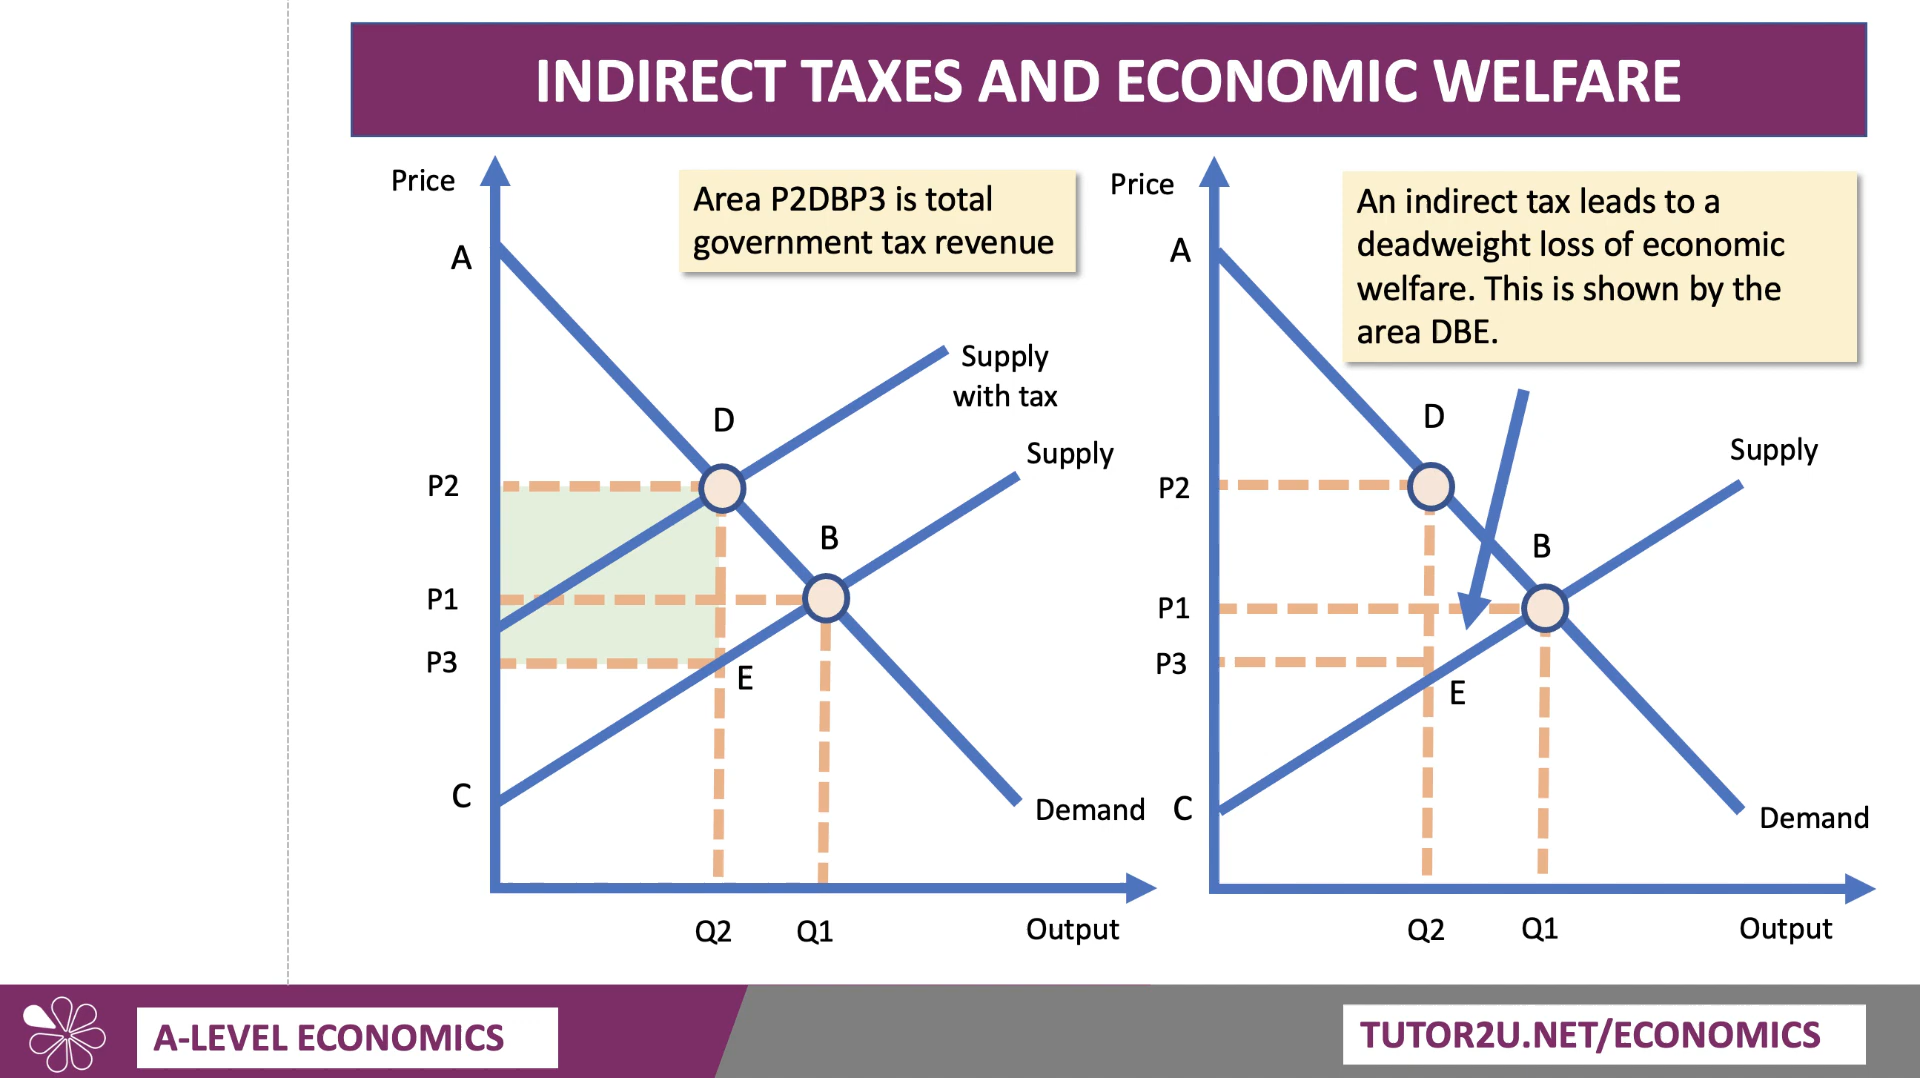 INDIRECT TAXES AND ECONOMIC WELFARE
Price
Area P2DBP3 is total
government tax revenue
A
Supply
with tax
D
Supply
P2
B
P1
P3
E
C
Demand
Q2
Q1
Output
Price
An indirect tax leads to a
deadweight loss of economic
welfare. This is shown by the
area DBE.
A
D
Supply
P2
B
P1
P3
E
C
Demand
Q2
Q1
Output
A-LEVEL ECONOMICS
TUTOR2U.NET/ECONOMICS